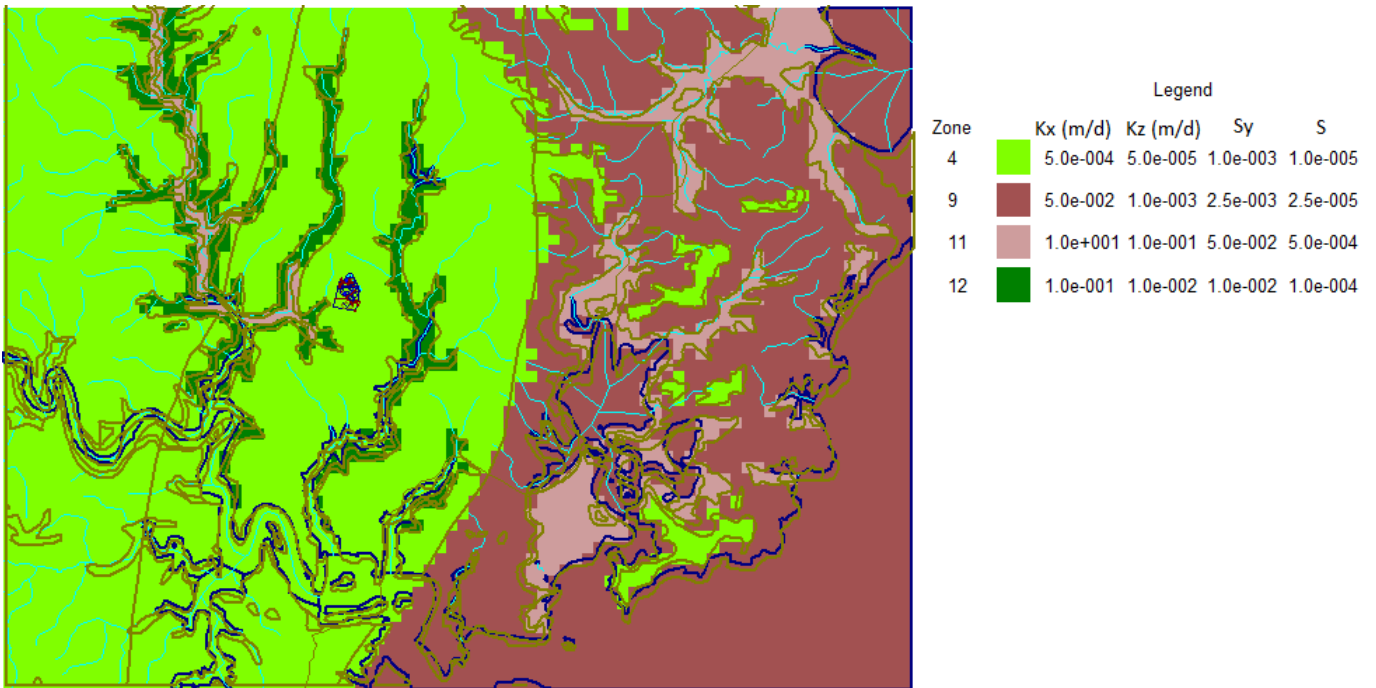 Legend
Zone Kx (m/d) Kz (m/d) Sy S
4 5.0e-004 5.0e-005 1.0e-003 1.0e-005
9 5.0e-002 1.0e-003 2.5e-003 2.5e-005
11 1.0e+001 1.0e-001 5.0e-002 5.0e-004
12 1.0e-001 1.0e-002 1.0e-002 1.0e-004